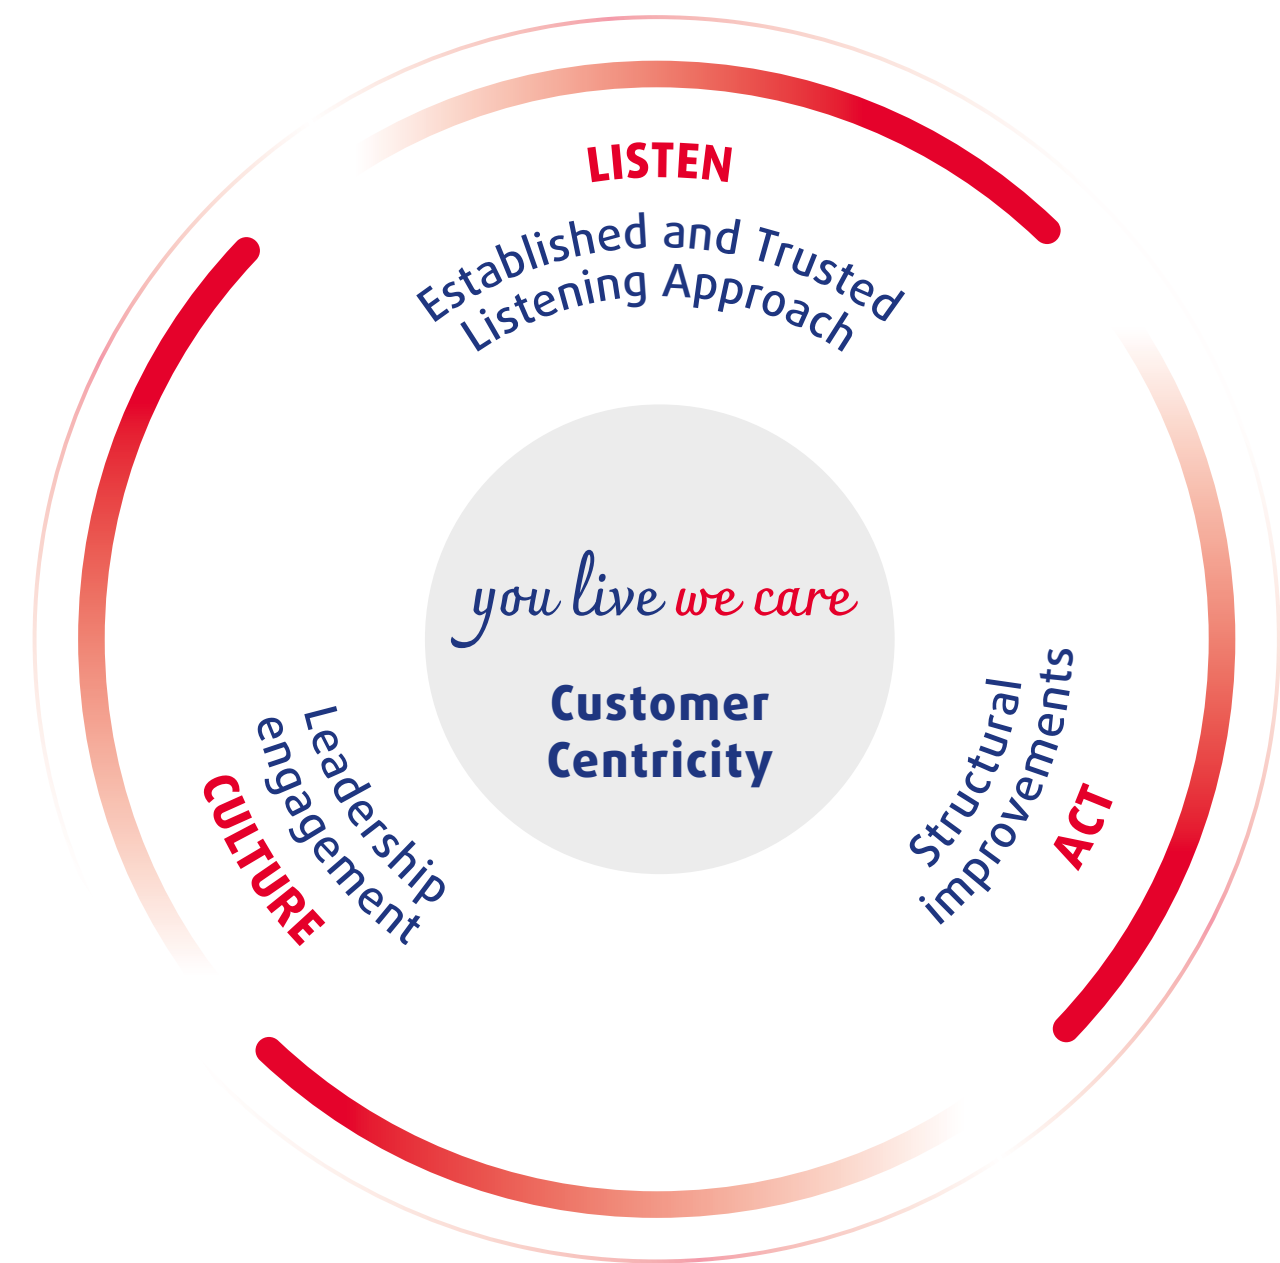 LISTEN
Established and Trusted
Listening Approach
you live we care
Customer
Centricity
Structural
improvements
ACT
Leadership
engagement
CULTURE